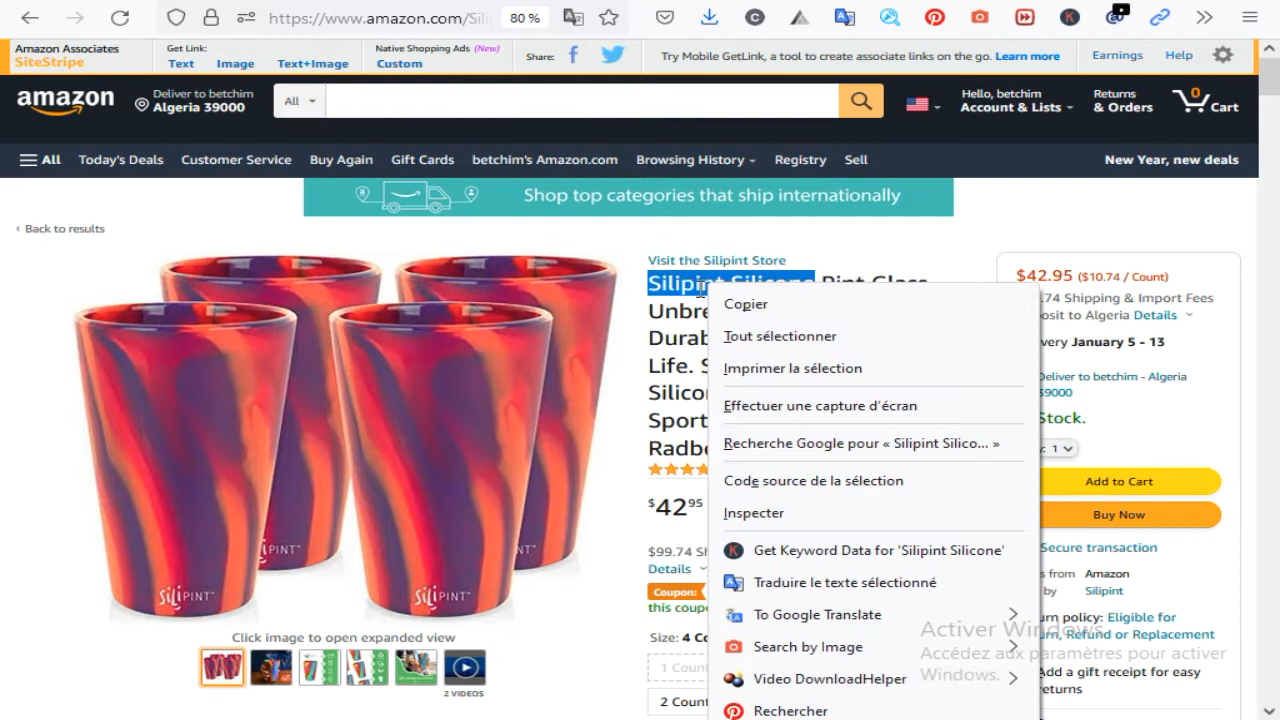 https://www.amazon.com/Sili
80 %
Amazon Associates
SiteStripe
Get Link:
Text
Image
Text+Image
Native Shopping Ads (New)
Custom
Share:
Try Mobile GetLink, a tool to create associate links on the go. Learn more
Earnings
Help
amazon
Deliver to betchim
Algeria 39000
All
Hello, betchim
Account & Lists
Returns
& Orders
0
Cart
All
Today's Deals
Customer Service
Buy Again
Gift Cards
betchim's Amazon.com
Browsing History
Registry
Sell
New Year, new deals
Shop top categories that ship internationally
‹ Back to results
SiliPINT™
SiliPINT™
Click image to open expanded view
2 VIDEOS
Visit the Silipint Store
Silipint Silicone Pint Glass
Unbre
Durab
Life. S
Silico
Sport
Radbe
$42 95
$99.74 Sh
Details
Coupon:
this coup
Size: 4 Co
1 Count
2 Count
Copier
Tout sélectionner
Imprimer la sélection
Effectuer une capture d'écran
Recherche Google pour « Silipint Silico... »
Code source de la sélection
Inspecter
Get Keyword Data for 'Silipint Silicone'
Traduire le texte sélectionné
To Google Translate
Search by Image
Video DownloadHelper
Rechercher
$42.95 ($10.74 / Count)
.74 Shipping & Import Fees
osit to Algeria Details
very January 5 - 13
Deliver to betchim - Algeria
39000
Stock.
y: 1
Add to Cart
Buy Now
Secure transaction
s from Amazon
by Silipint
urn policy: Eligible for
urn, Refund or Replacement
Add a gift receipt for easy
returns
Activer Windows
Accédez aux paramètres pour activer
Windows.